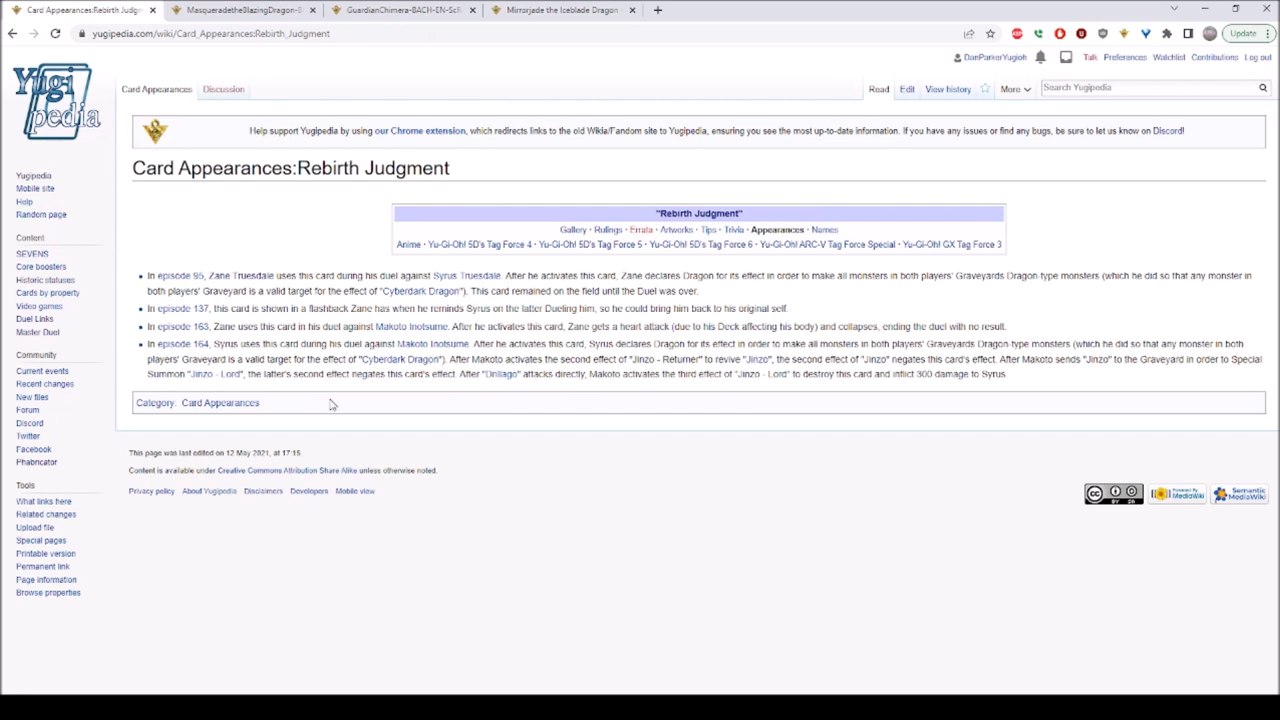 Card Appearances:Rebirth Judgm
MasqueradetheBlazingDragon-
GuardianChimera-BACH-EN-ScR
Mirrorjade the Iceblade Dragon
yugipedia.com/wiki/Card_Appearances:Rebirth_Judgment
Update
DanParkerYugioh Talk Preferences Watchlist Contributions Log out
Yugi
pedia
Card Appearances Discussion Read Edit View history More Search Yugipedia
Help support Yugipedia by using our Chrome extension, which redirects links to the old Wikia/Fandom site to Yugipedia, ensuring you see the most up-to-date information. If you have any issues or find any bugs, be sure to let us know on Discord!
Card Appearances:Rebirth Judgment
"Rebirth Judgment"
Gallery · Rulings · Errata · Artworks · Tips · Trivia · Appearances · Names
Anime · Yu-Gi-Oh! 5D's Tag Force 4 · Yu-Gi-Oh! 5D's Tag Force 5 · Yu-Gi-Oh! 5D's Tag Force 6 · Yu-Gi-Oh! ARC-V Tag Force Special · Yu-Gi-Oh! GX Tag Force 3
In episode 95, Zane Truesdale uses this card during his duel against Syrus Truesdale. After he activates this card, Zane declares Dragon for its effect in order to make all monsters in both players' Graveyards Dragon-type monsters (which he did so that any monster in
both players' Graveyard is a valid target for the effect of "Cyberdark Dragon"). This card remained on the field until the Duel was over.
In episode 137, this card is shown in a flashback Zane has when he reminds Syrus on the latter Dueling him, so he could bring him back to his original self.
In episode 163, Zane uses this card in his duel against Makoto Inotsume. After he activates this card, Zane gets a heart attack (due to his Deck affecting his body) and collapses, ending the duel with no result.
In episode 164, Syrus uses this card during his duel against Makoto Inotsume. After he activates this card, Syrus declares Dragon for its effect in order to make all monsters in both players' Graveyards Dragon-type monsters (which he did so that any monster in both
players' Graveyard is a valid target for the effect of "Cyberdark Dragon"). After Makoto activates the second effect of "Jinzo - Returner" to revive "Jinzo", the second effect of "Jinzo" negates this card's effect. After Makoto sends "Jinzo" to the Graveyard in order to Special
Summon "Jinzo - Lord", the latter's second effect negates this card's effect. After "Drillago" attacks directly, Makoto activates the third effect of "Jinzo - Lord" to destroy this card and inflict 300 damage to Syrus
Category: Card Appearances
This page was last edited on 12 May 2021, at 17:15
Content is available under Creative Commons Attribution Share Alike unless otherwise noted.
Privacy policy About Yugipedia Disclaimers Developers Mobile view
Powered By
MediaWiki
Semantic
MediaWiki
Yugipedia
Mobile site
Help
Random page
Content
SEVENS
Core boosters
Historic statuses
Cards by property
Video games
Duel Links
Master Duel
Community
Current events
Recent changes
New files
Forum
Discord
Twitter
Facebook
Phabricator
Tools
What links here
Related changes
Upload file
Special pages
Printable version
Permanent link
Page information
Browse properties